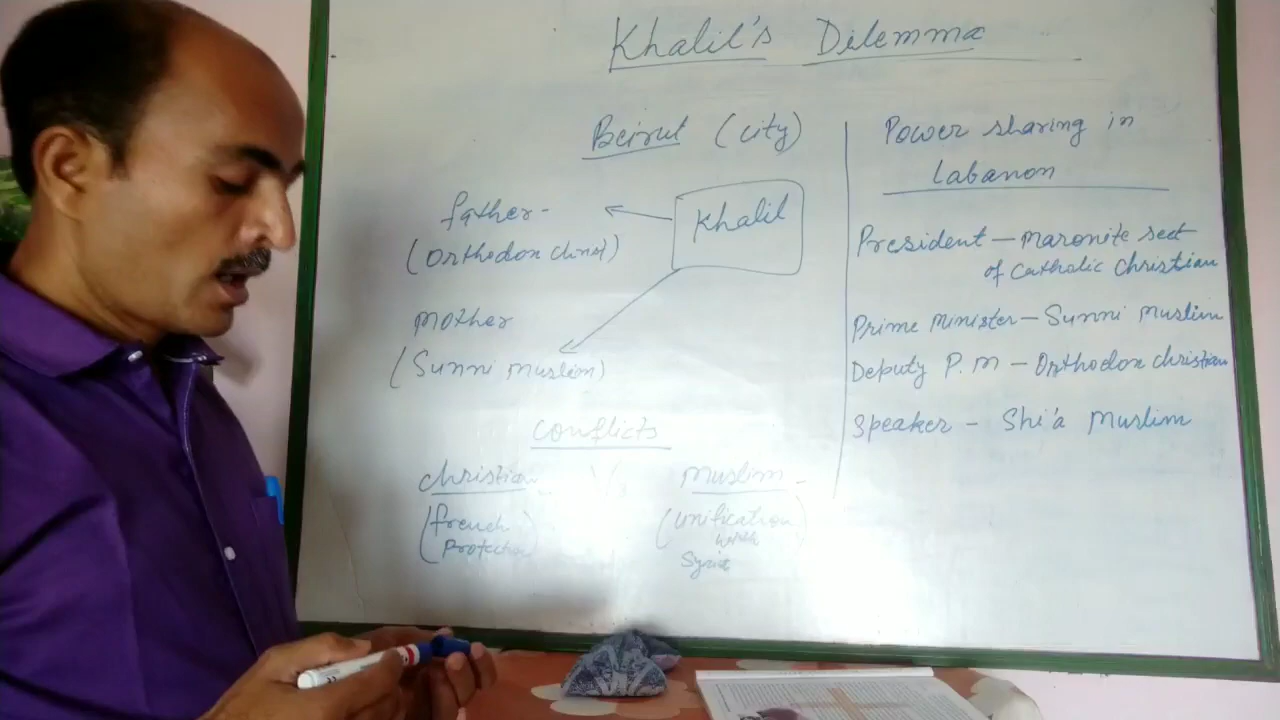 Khalil's Dilemma
Beirut (city)
Khalil
father-
(Orthodox christ)
Mother
(Sunni Muslim)
Conflicts
Christian V/s Muslim -
(french
Protection)
(Unification
with
Syria
Power sharing in
Labanon
President - Maronite sect
of Catholic Christian
Prime Minister - Sunni Muslim
Deputy P.M - Orthodox Christian
Speaker - Shi'a Muslim